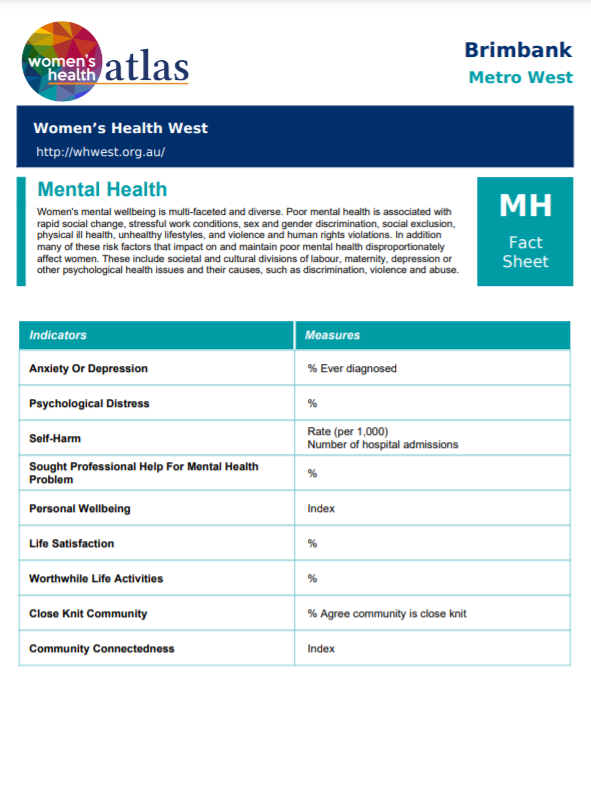 women's
health
atlas
Brimbank
Metro West
Women's Health West
http://whwest.org.au/
Mental Health
Women's mental wellbeing is multi-faceted and diverse. Poor mental health is associated with
rapid social change, stressful work conditions, sex and gender discrimination, social exclusion,
physical ill health, unhealthy lifestyles, and violence and human rights violations. In addition
many of these risk factors that impact on and maintain poor mental health disproportionately
affect women. These include societal and cultural divisions of labour, maternity, depression or
other psychological health issues and their causes, such as discrimination, violence and abuse.
MH
Fact
Sheet
Indicators Measures
Anxiety Or Depression % Ever diagnosed
Psychological Distress %
Self-Harm Rate (per 1,000)
Number of hospital admissions
Sought Professional Help For Mental Health
Problem %
Personal Wellbeing Index
Life Satisfaction %
Worthwhile Life Activities %
Close Knit Community % Agree community is close knit
Community Connectedness Index